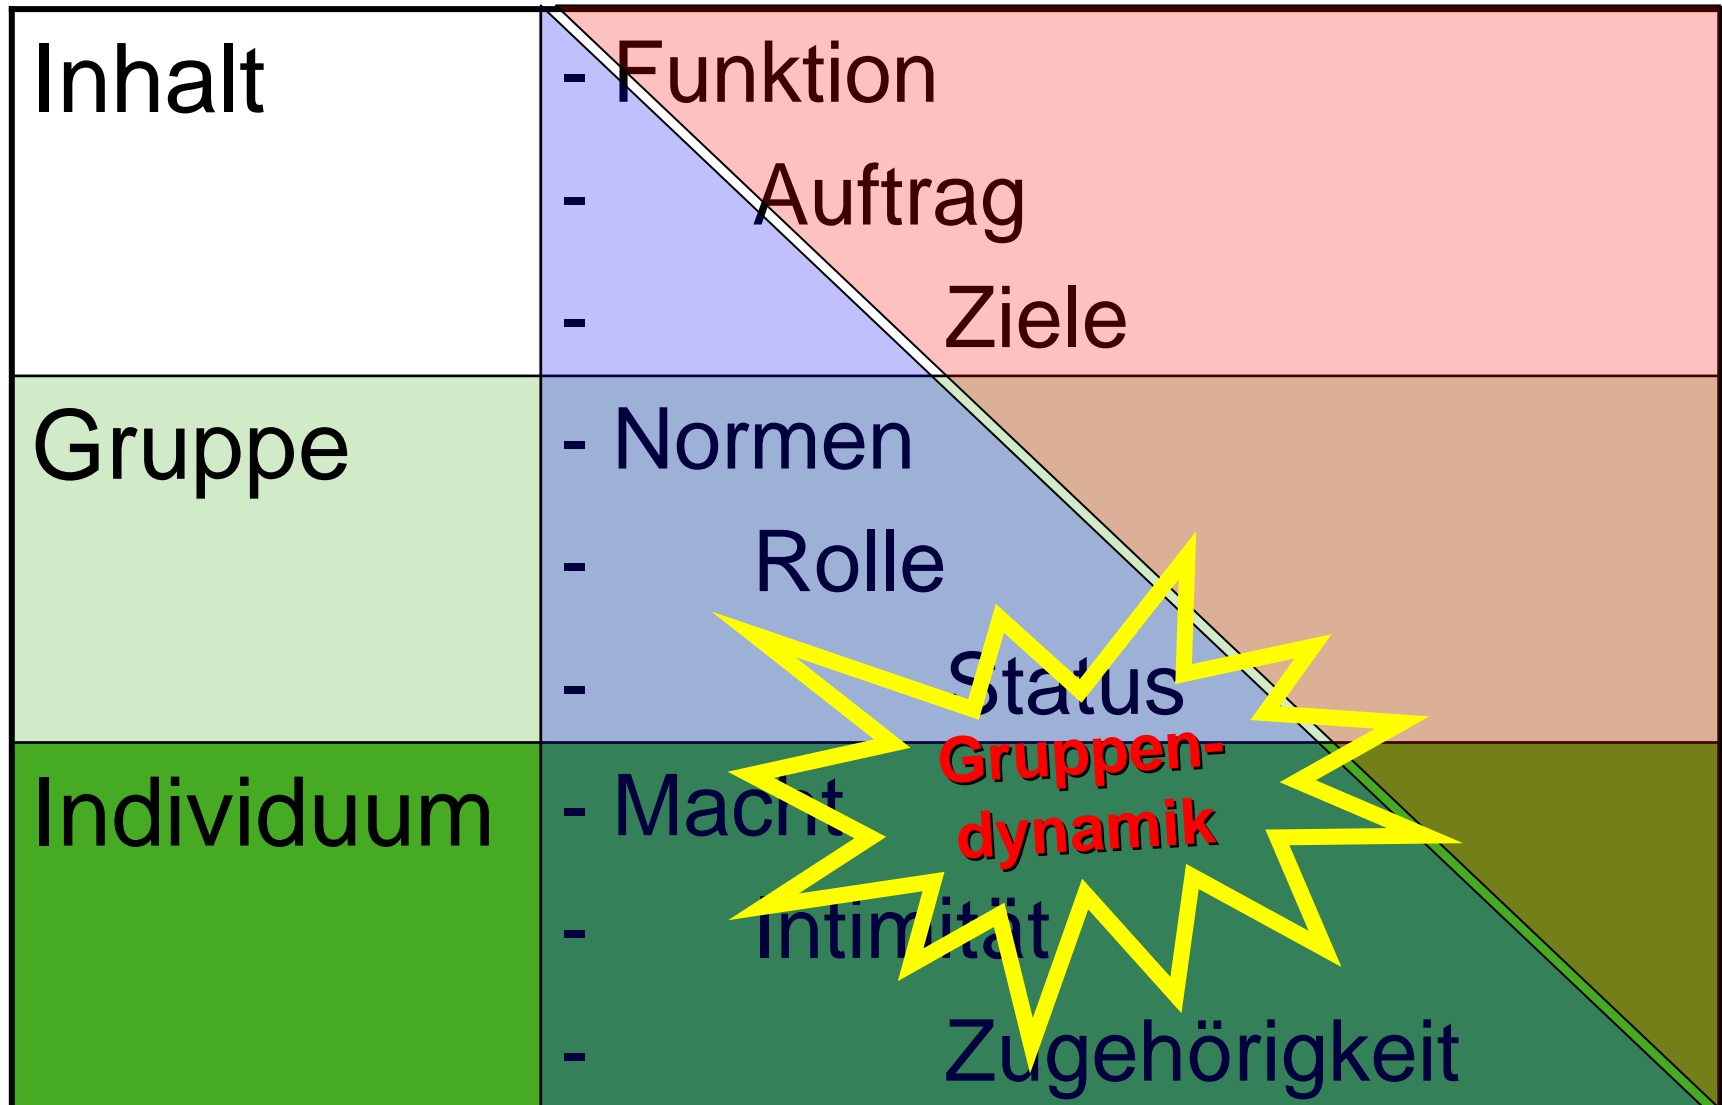 Inhalt
- Funktion
- Auftrag
- Ziele
Gruppe
- Normen
- Rolle
- Status
Individuum
- Macht
- Intimität
- Zugehörigkeit
Gruppen-
dynamik